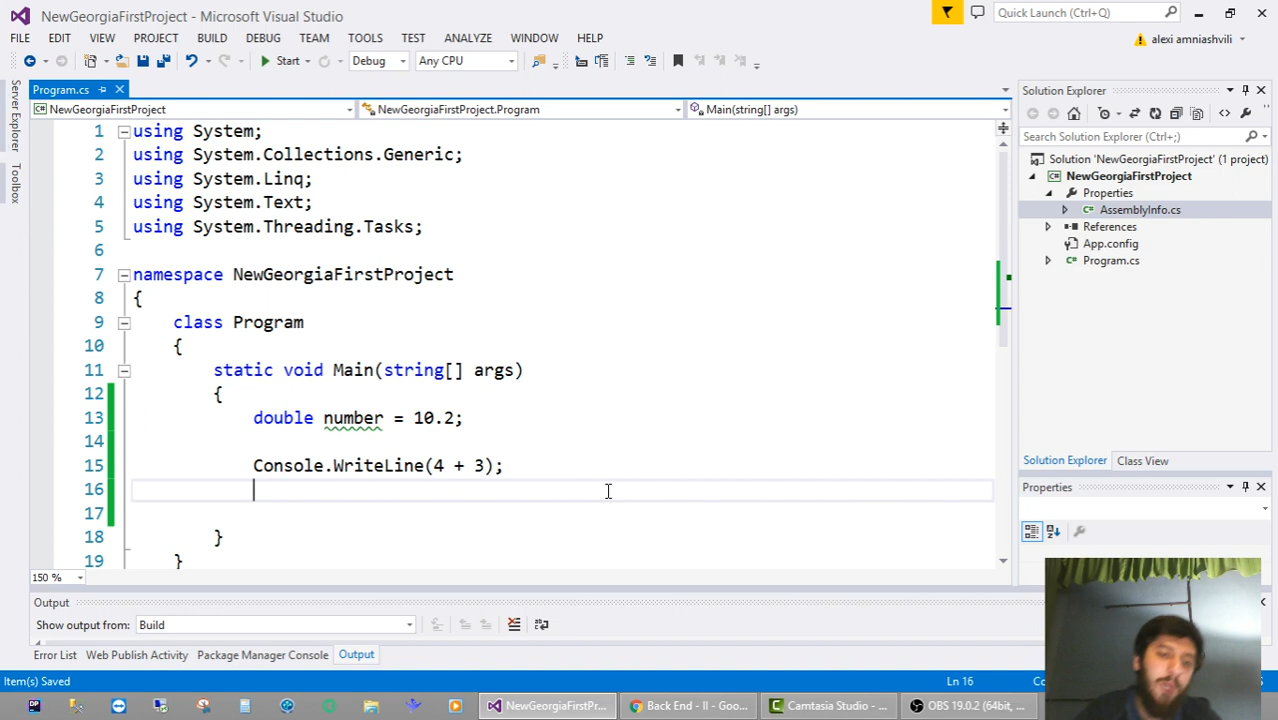 NewGeorgiaFirstProject - Microsoft Visual Studio
Quick Launch (Ctrl+Q)
FILE EDIT VIEW PROJECT BUILD DEBUG TEAM TOOLS TEST ANALYZE WINDOW HELP
alexi amniashvili
Start Debug Any CPU
Server Explorer
Toolbox
Program.cs
NewGeorgiaFirstProject NewGeorgiaFirstProject.Program Main(string[] args)
1 using System;
2 using System.Collections.Generic;
3 using System.Linq;
4 using System.Text;
5 using System.Threading.Tasks;
6
7 namespace NewGeorgiaFirstProject
8 {
9 class Program
10 {
11 static void Main(string[] args)
12 {
13 double number = 10.2;
14
15 Console.WriteLine(4 + 3);
16
17
18 }
19 }
150 %
Solution Explorer
Search Solution Explorer (Ctrl+;)
Solution 'NewGeorgiaFirstProject' (1 project)
NewGeorgiaFirstProject
Properties
AssemblyInfo.cs
References
App.config
Program.cs
Solution Explorer Class View
Properties
Output
Show output from: Build
Error List Web Publish Activity Package Manager Console Output
Item(s) Saved Ln 16
DP NewGeorgiaFirstPr... Back End - II - Goo... Camtasia Studio - ... OBS 19.0.2 (64bit, ...